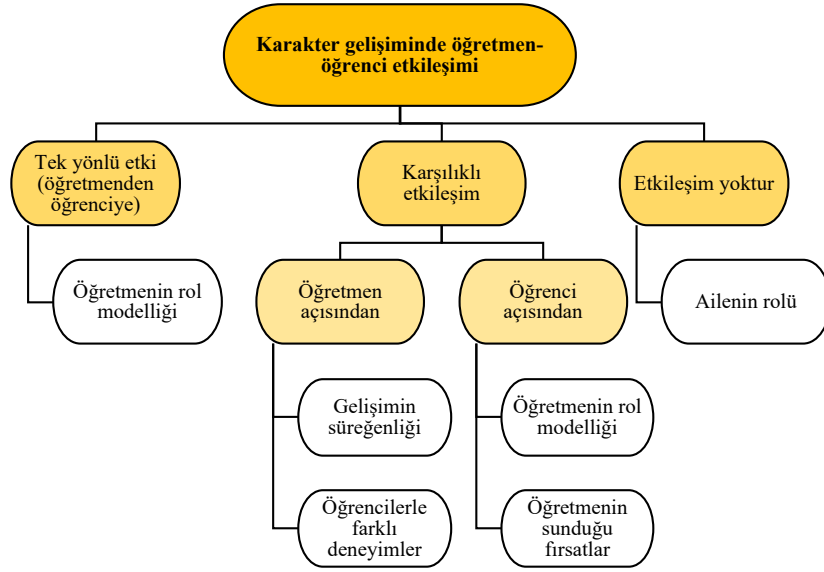 Karakter gelişiminde öğretmen-
öğrenci etkileşimi
Tek yönlü etki
(öğretmenden
öğrenciye)
Öğretmenin rol
modelliği
Karşılıklı
etkileşim
Öğretmen
açısından
Gelişimin
süreğenliği
Öğrencilerle
farklı
deneyimler
Öğrenci
açısından
Öğretmenin rol
modelliği
Öğretmenin
sunduğu
fırsatlar
Etkileşim yoktur
Ailenin rolü